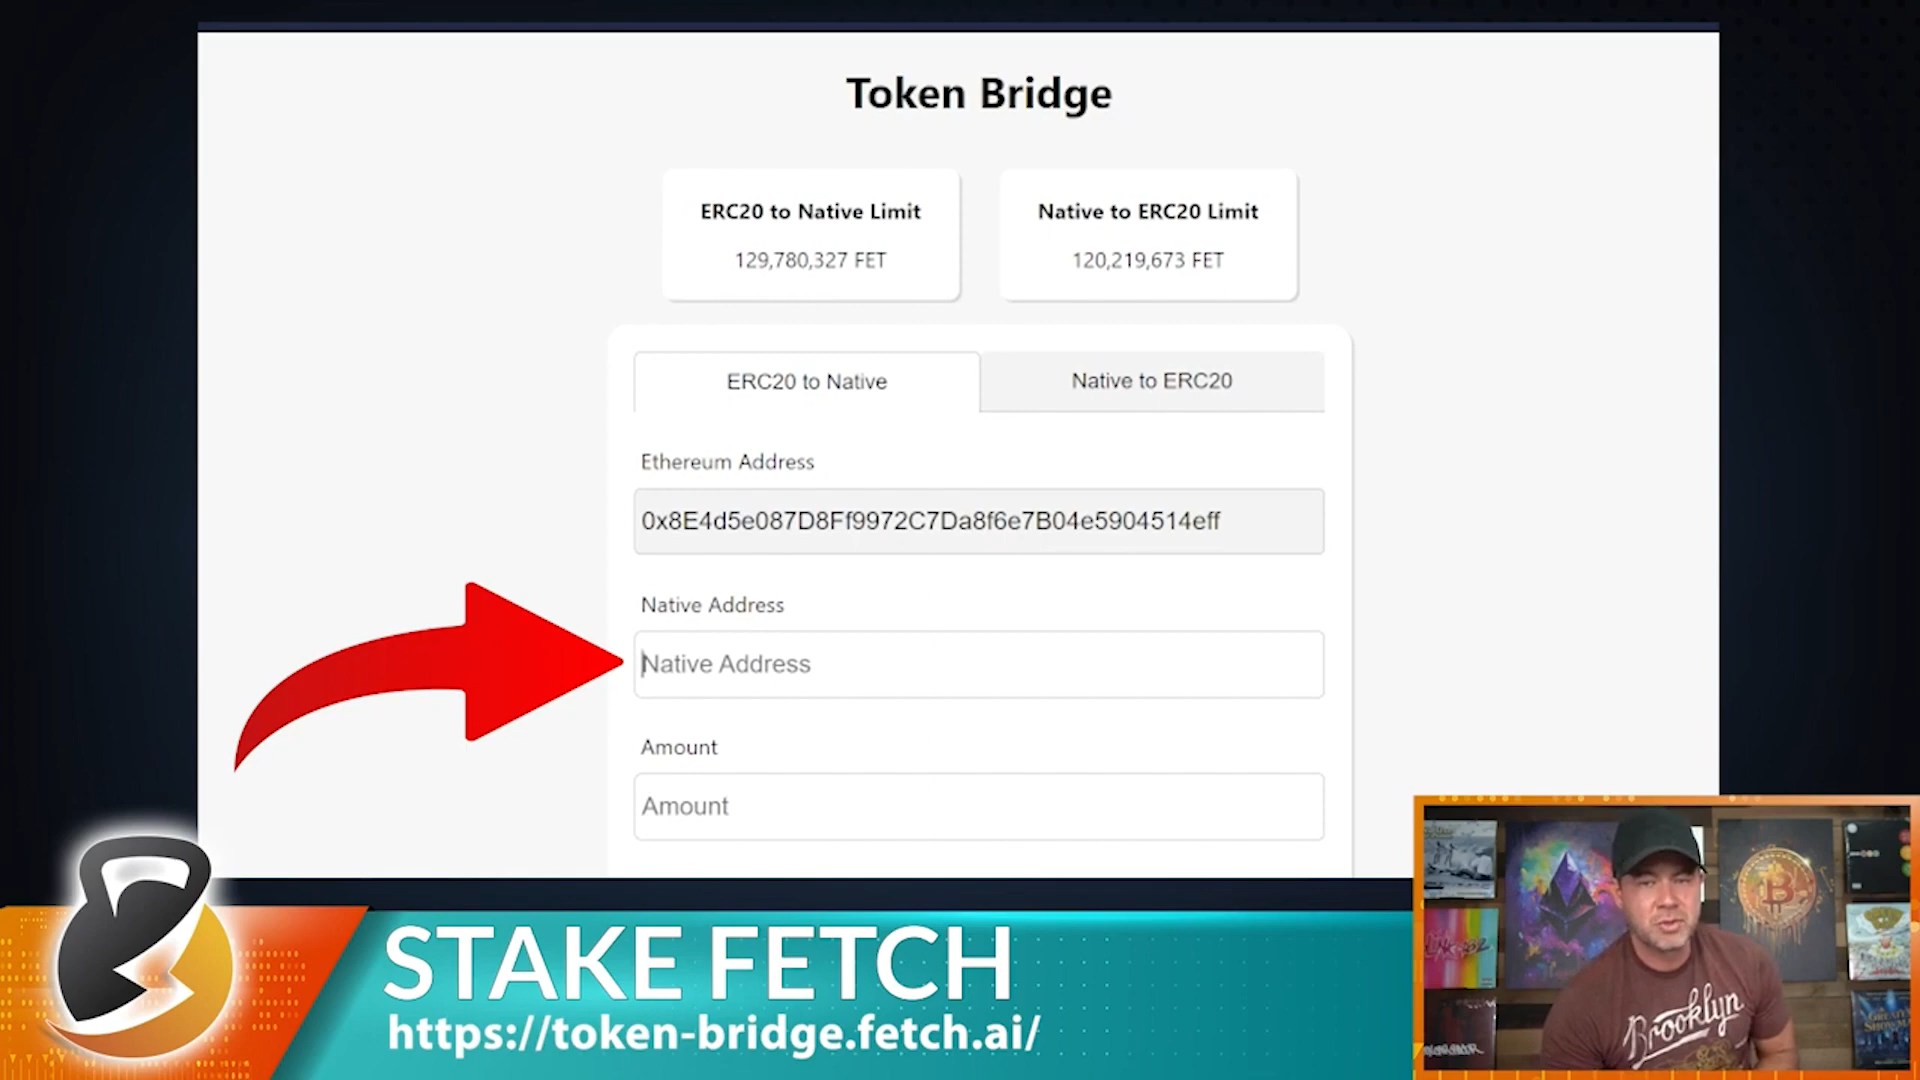 Token Bridge
ERC20 to Native Limit
129,780,327 FET
Native to ERC20 Limit
120,219,673 FET
ERC20 to Native
Native to ERC20
Ethereum Address
0x8E4d5e087D8Ff9972C7Da8f6e7B04e5904514eff
Native Address
Native Address
Amount
Amount
STAKE FETCH
https://token-bridge.fetch.ai/
Brooklyn